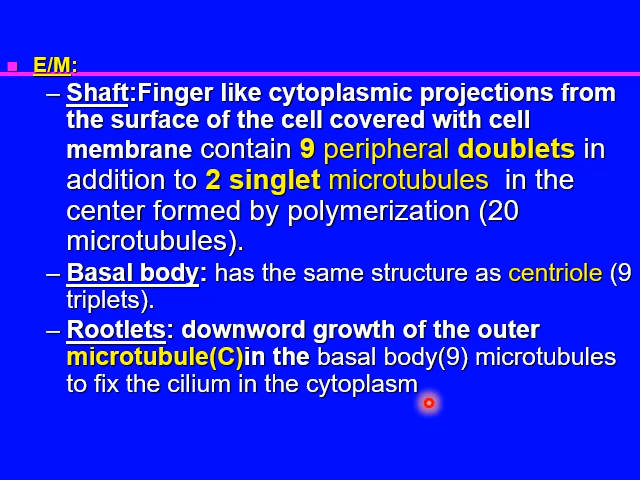 E/M:
– Shaft:Finger like cytoplasmic projections from
the surface of the cell covered with cell
membrane contain 9 peripheral doublets in
addition to 2 singlet microtubules in the
center formed by polymerization (20
microtubules).
– Basal body: has the same structure as centriole (9
triplets).
– Rootlets: downword growth of the outer
microtubule(C)in the basal body(9) microtubules
to fix the cilium in the cytoplasm